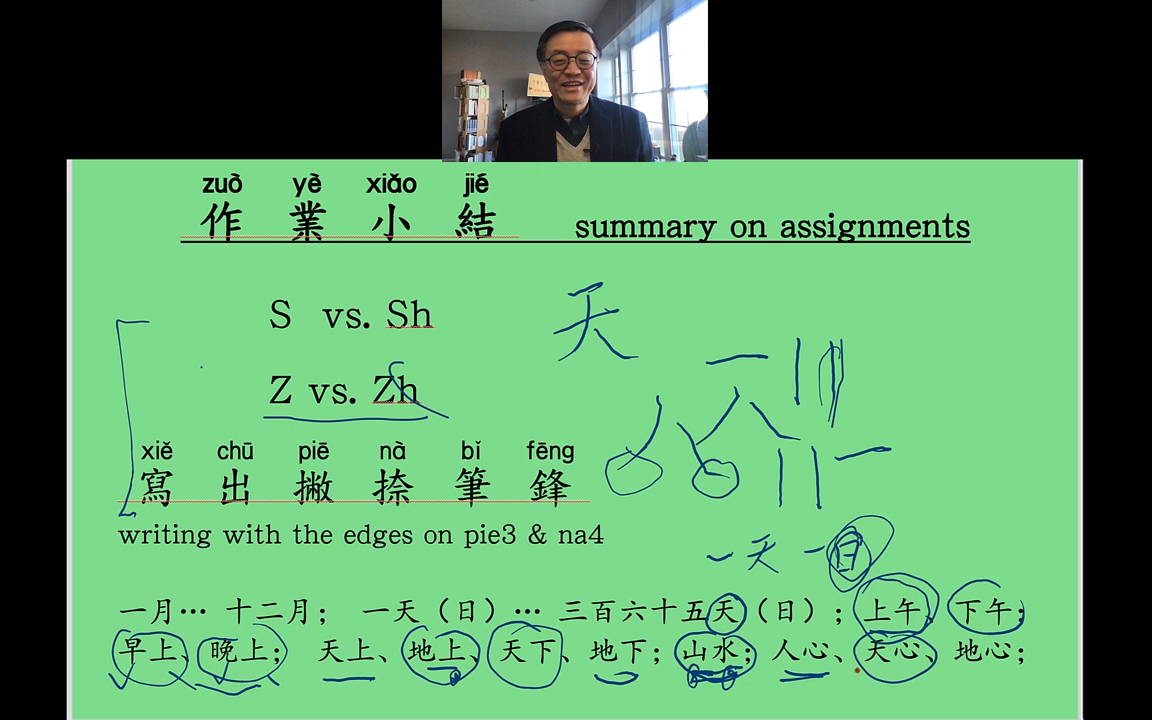 zuò yè xiǎo jié
作業小結 summary on assignments
S vs. Sh
天
Z vs. Zh
xiě chū piē nà bǐ fēng
寫出撇捺筆鋒
writing with the edges on pie3 & na4
一天 一日
一月… 十二月; 一天（日）… 三百六十五天（日）; 上午、下午;
早上、晚上; 天上、地上、天下、地下; 山水; 人心、天心、地心;